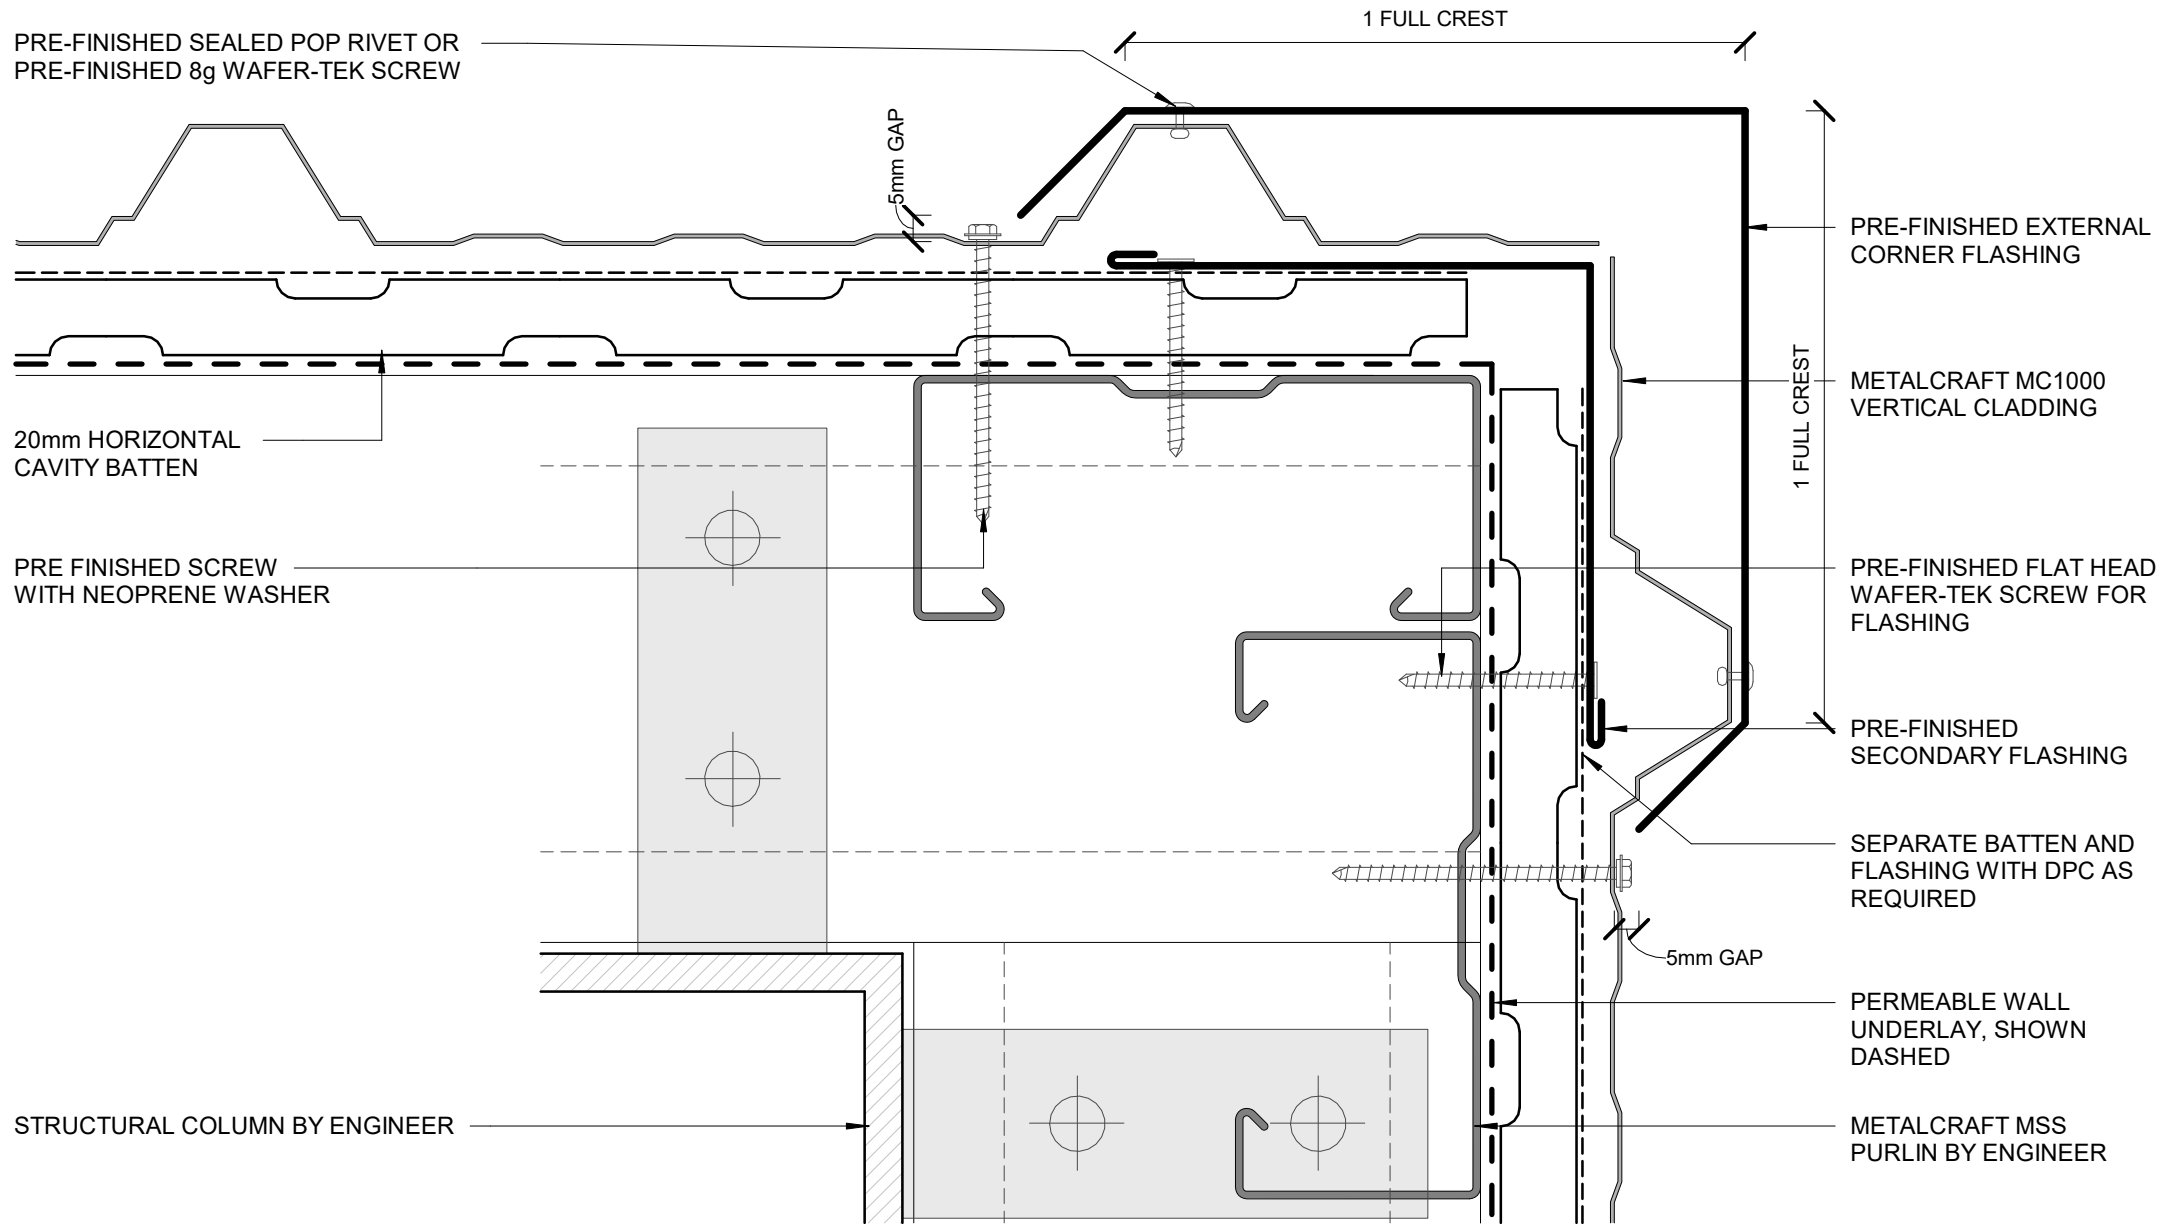 1 FULL CREST
PRE-FINISHED SEALED POP RIVET OR
PRE-FINISHED 8g WAFER-TEK SCREW
5mm GAP
20mm HORIZONTAL
CAVITY BATTEN
PRE FINISHED SCREW
WITH NEOPRENE WASHER
STRUCTURAL COLUMN BY ENGINEER
PRE-FINISHED EXTERNAL
CORNER FLASHING
1 FULL CREST
METALCRAFT MC1000
VERTICAL CLADDING
PRE-FINISHED FLAT HEAD
WAFER-TEK SCREW FOR
FLASHING
PRE-FINISHED
SECONDARY FLASHING
SEPARATE BATTEN AND
FLASHING WITH DPC AS
REQUIRED
5mm GAP
PERMEABLE WALL
UNDERLAY, SHOWN
DASHED
METALCRAFT MSS
PURLIN BY ENGINEER